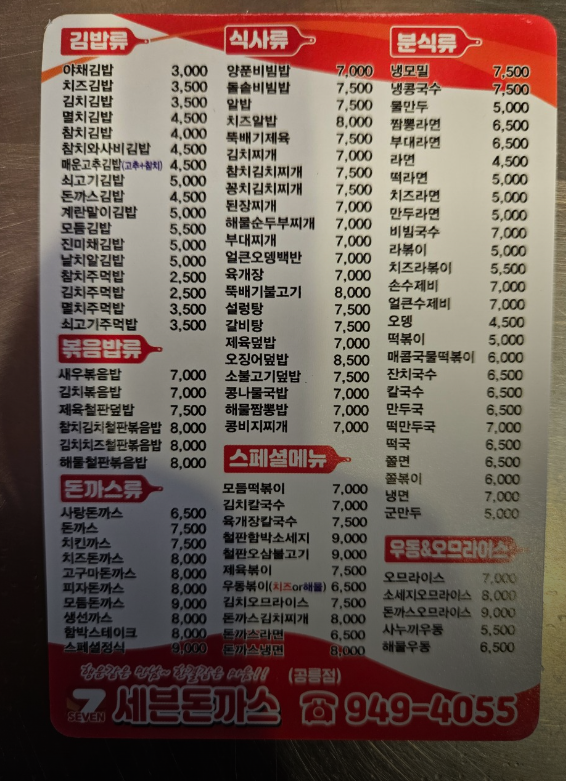 김밥류
야채김밥 3,000
치즈김밥 3,500
김치김밥 3,500
멸치김밥 4,500
참치김밥 4,000
참치와사비김밥 4,500
매운고추김밥(고추+참치) 4,500
쇠고기김밥 5,000
돈까스김밥 4,500
계란말이김밥 5,000
모듬김밥 5,500
진미채김밥 5,000
날치알김밥 5,000
참치주먹밥 2,500
김치주먹밥 2,500
멸치주먹밥 3,500
쇠고기주먹밥 3,500
볶음밥류
새우볶음밥 7,000
김치볶음밥 7,000
제육철판덮밥 7,500
참치김치철판볶음밥 8,000
김치치즈철판볶음밥 8,000
해물철판볶음밥 8,000
돈까스류
사랑돈까스 6,500
돈까스 7,500
치킨까스 7,500
치즈돈까스 8,000
고구마돈까스 8,000
피자돈까스 8,000
모듬돈까스 9,000
생선까스 8,000
함박스테이크 8,000
스페셜정식 9,000
식사류
양푼비빔밥 7,000
돌솥비빔밥 7,500
알밥 7,500
치즈알밥 8,000
뚝배기제육 7,500
김치찌개 7,000
참치김치찌개 7,500
꽁치김치찌개 7,500
된장찌개 7,000
해물순두부찌개 7,000
부대찌개 7,000
얼큰오뎅백반 7,000
육개장 7,000
뚝배기불고기 8,000
설렁탕 7,500
갈비탕 7,500
제육덮밥 7,000
오징어덮밥 8,500
소불고기덮밥 7,500
콩나물국밥 7,000
해물짬뽕밥 7,000
콩비지찌개 7,000
스페셜메뉴
모듬떡볶이 7,000
김치칼국수 7,000
육개장칼국수 7,500
철판함박소세지 9,000
철판오삼불고기 9,000
제육볶이 7,500
우동볶이(치즈or해물) 6,500
김치오므라이스 7,500
돈까스김치찌개 8,000
돈까스라면 6,500
돈까스냉면 8,000
분식류
냉모밀 7,500
냉콩국수 7,500
물만두 5,000
짬뽕라면 6,500
부대라면 6,500
라면 4,500
떡라면 5,000
치즈라면 5,000
만두라면 5,000
비빔국수 7,000
라볶이 5,000
치즈라볶이 5,500
손수제비 7,000
얼큰수제비 7,000
오뎅 4,500
떡볶이 5,000
매콤국물떡볶이 6,000
잔치국수 6,500
칼국수 6,500
만두국 6,500
떡만두국 7,000
떡국 6,500
쫄면 6,500
쫄볶이 6,000
냉면 7,000
군만두 5,000
우동&오므라이스
오므라이스 7,000
소세지오므라이스 8,000
돈까스오므라이스 9,000
사누끼우동 5,500
해물우동 6,500
(공릉점)
7 SEVEN 세븐돈까스 ☎ 949-4055